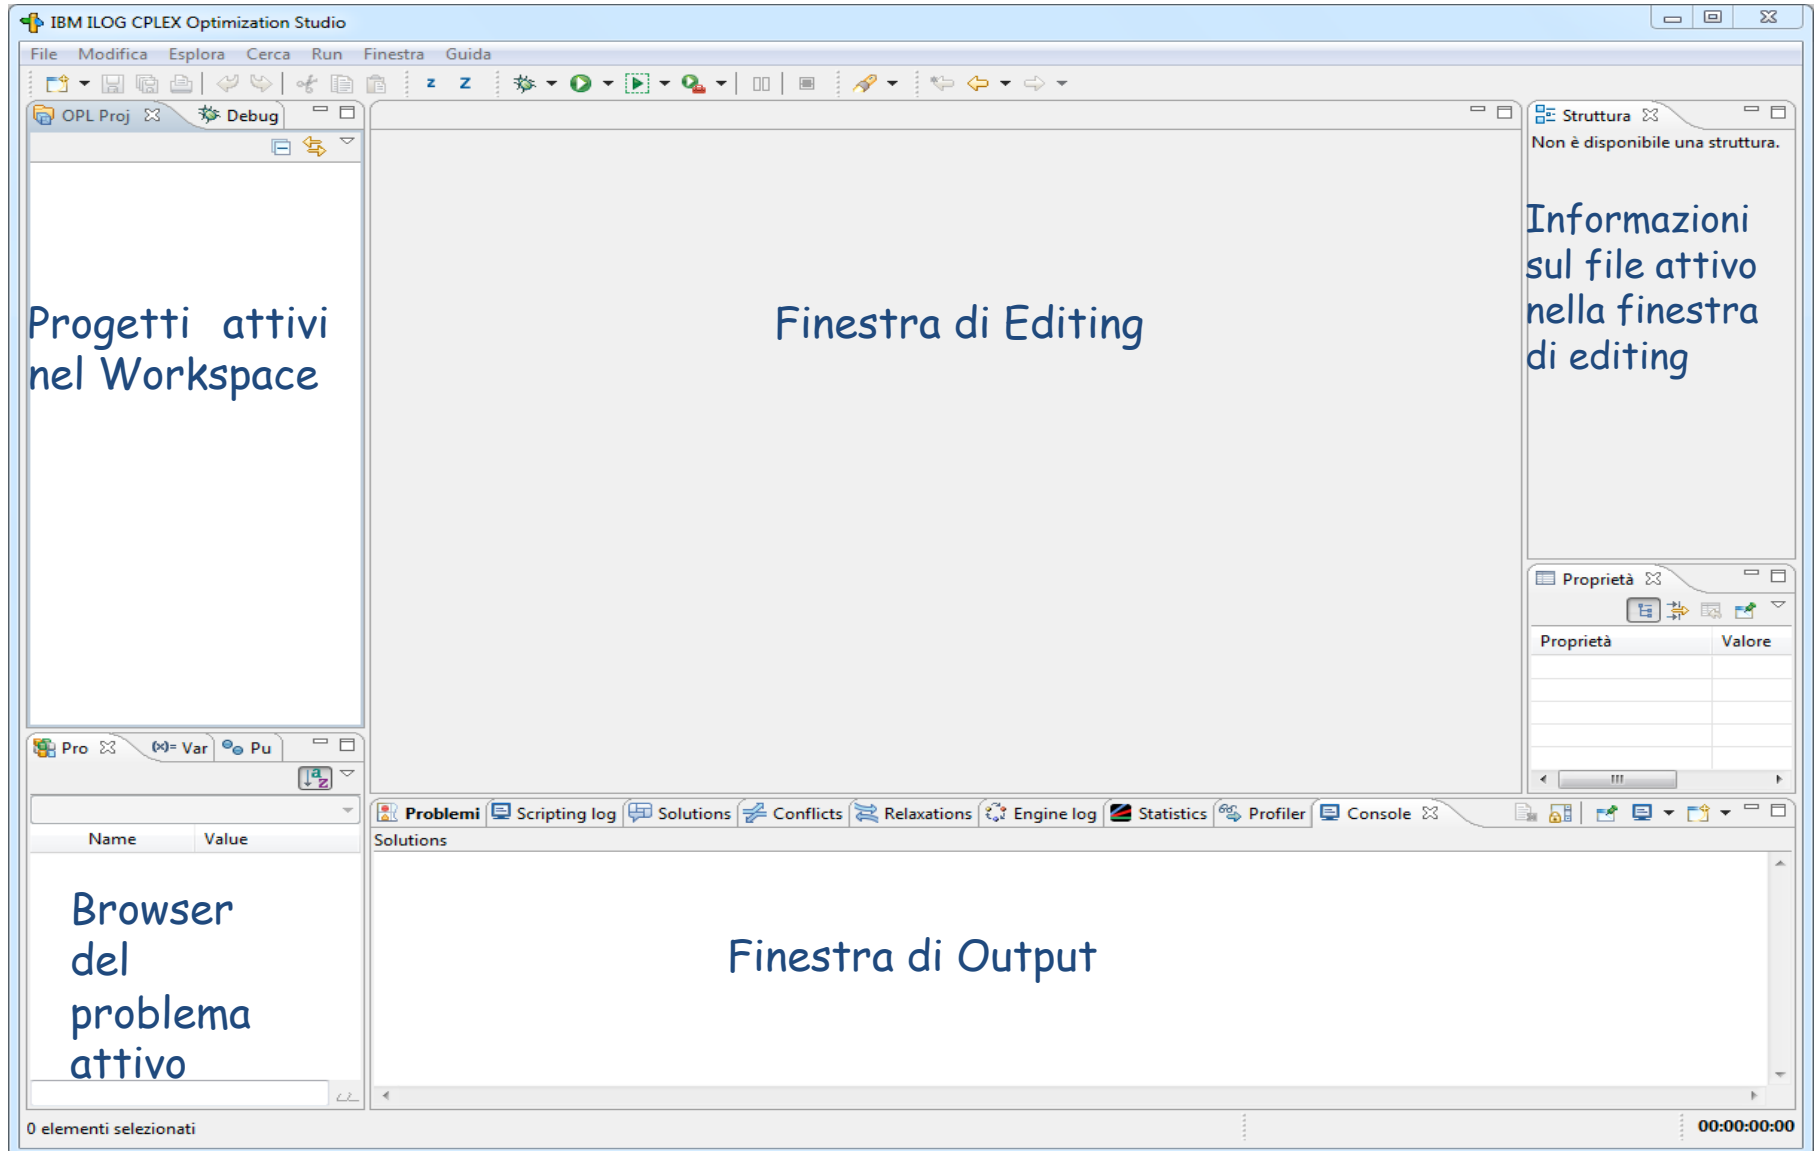 IBM ILOG CPLEX Optimization Studio
File Modifica Esplora Cerca Run Finestra Guida
z Z
OPL Proj Debug
Struttura
Non è disponibile una struttura.
Informazioni
sul file attivo
nella finestra
di editing
Progetti attivi
nel Workspace
Finestra di Editing
Proprietà
Proprietà Valore
Pro (x)= Var Pu
Name Value
Browser
del
problema
attivo
Problemi Scripting log Solutions Conflicts Relaxations Engine log Statistics Profiler Console
Solutions
Finestra di Output
0 elementi selezionati
00:00:00:00